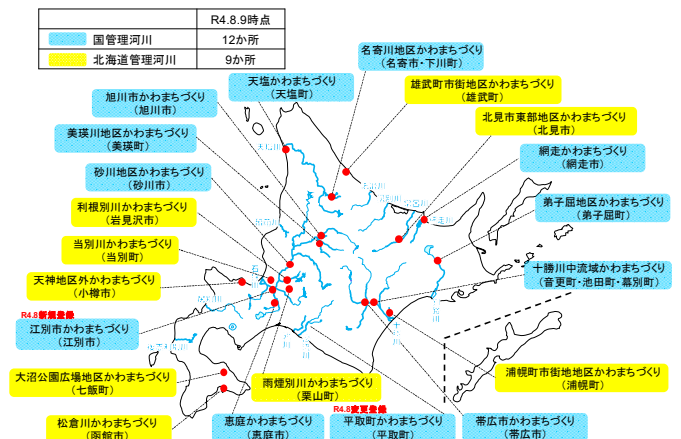 R4.8.9時点
国管理河川 12か所
北海道管理河川 9か所
名寄川地区かわまちづくり
(名寄市・下川町)
天塩かわまちづくり
(天塩町)
雄武町市街地地区かわまちづくり
(雄武町)
旭川市かわまちづくり
(旭川市)
北見市東部地区かわまちづくり
(北見市)
美瑛川地区かわまちづくり
(美瑛町)
網走かわまちづくり
(網走市)
砂川地区かわまちづくり
(砂川市)
弟子屈地区かわまちづくり
(弟子屈町)
利根別川かわまちづくり
(岩見沢市)
当別川かわまちづくり
(当別町)
十勝川中流域かわまちづくり
(音更町・池田町・幕別町)
天神地区外かわまちづくり
(小樽市)
R4.8新規登録
江別市かわまちづくり
(江別市)
浦幌町市街地地区かわまちづくり
(浦幌町)
大沼公園広場地区かわまちづくり
(七飯町)
雨煙別川かわまちづくり
(栗山町)
R4.8変更登録
松倉川かわまちづくり
(函館市)
恵庭かわまちづくり
(恵庭市)
平取町かわまちづくり
(平取町)
帯広市かわまちづくり
(帯広市)
天塩川
網走川
十勝川